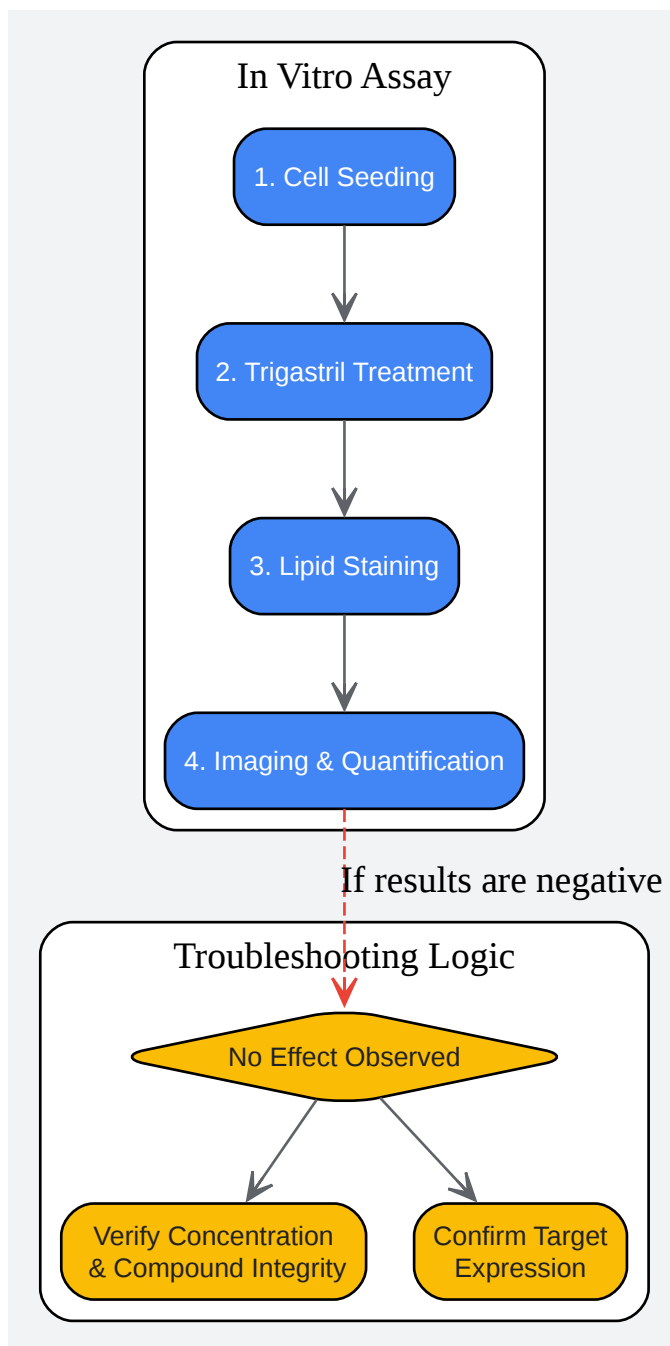 In Vitro Assay
1. Cell Seeding
2. Trigastril Treatment
3. Lipid Staining
4. Imaging & Quantification
If results are negative
Troubleshooting Logic
No Effect Observed
Verify Concentration
& Compound Integrity
Confirm Target
Expression